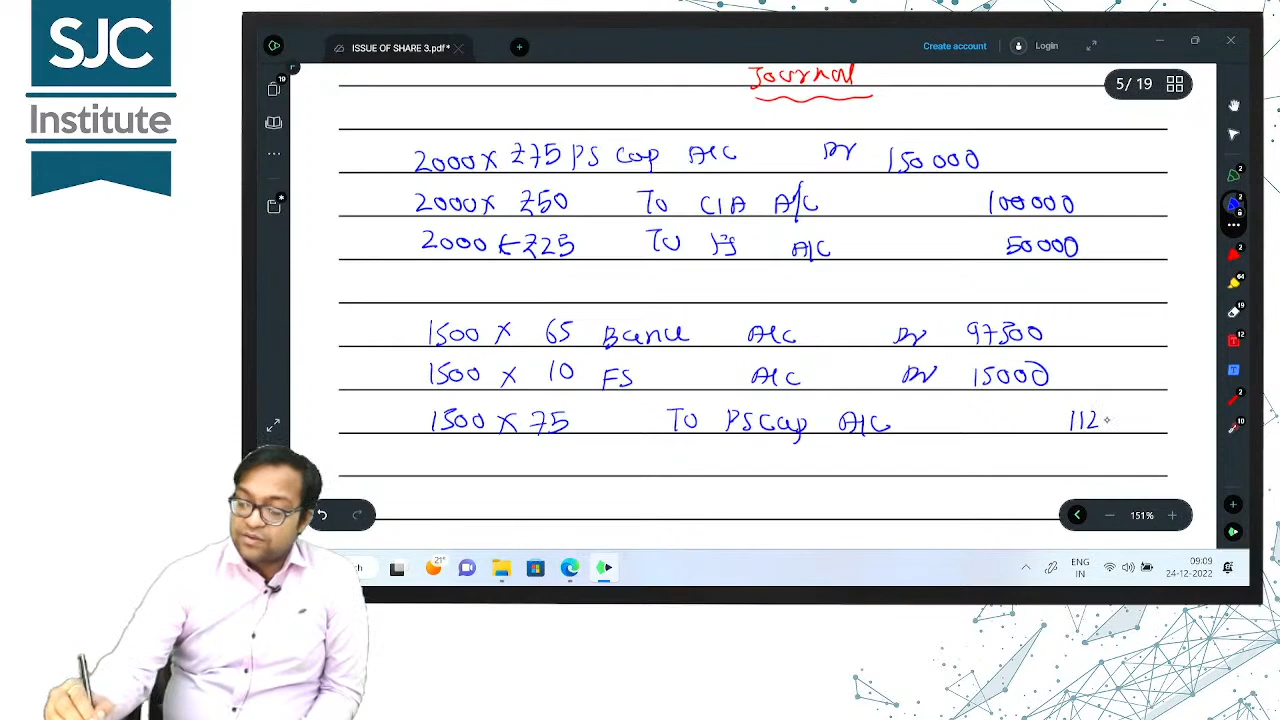 SJC
Institute
ISSUE OF SHARE 3.pdf*
Create account
Login
Journal
5 / 19
19
2000 × ₹75 PS Cap A/C Dr 150000
2000 × ₹50 To CIA A/C 100000
2000 × ₹25 To FS A/C 50000
1500 × 65 Bank A/C Dr 97500
1500 × 10 FS A/C Dr 15000
1500 × 75 To PS Cap A/C 112
151%
21°
ENG
IN
09:09
24-12-2022